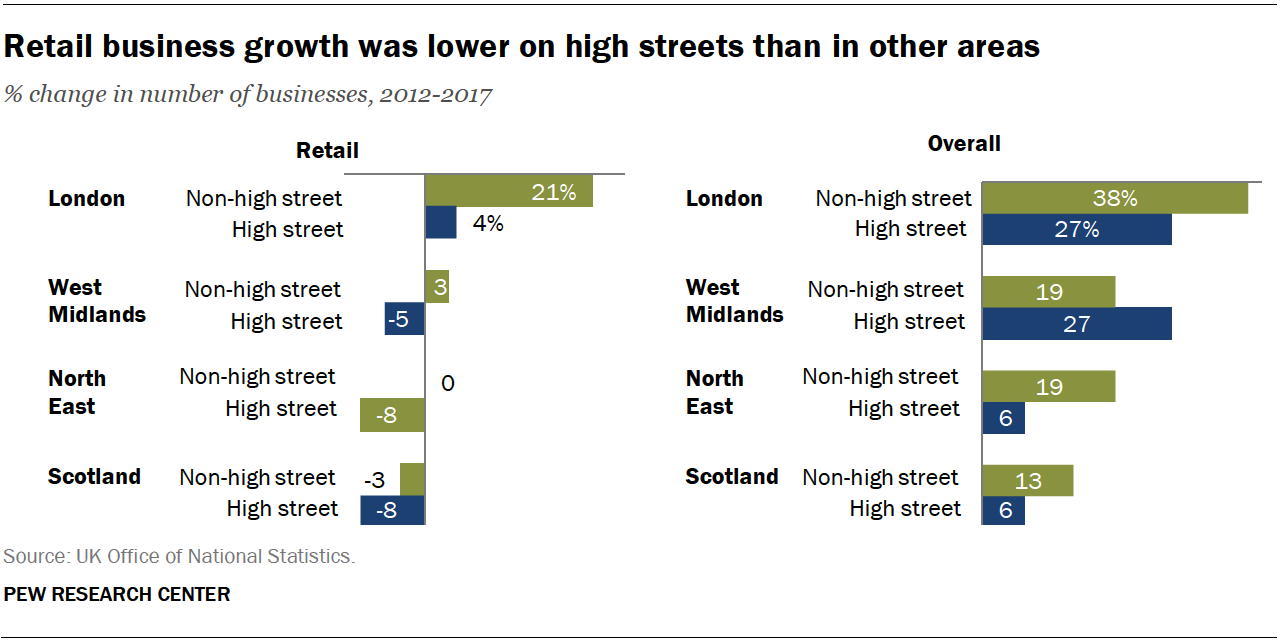 Retail business growth was lower on high streets than in other areas
% change in number of businesses, 2012-2017
Retail
London
Non-high street 21%
High street 4%
West
Midlands
Non-high street 3
High street -5
North
East
Non-high street 0
High street -8
Scotland
Non-high street -3
High street -8
Overall
London
Non-high street 38%
High street 27%
West
Midlands
Non-high street 19
High street 27
North
East
Non-high street 19
High street 6
Scotland
Non-high street 13
High street 6
Source: UK Office of National Statistics.
PEW RESEARCH CENTER